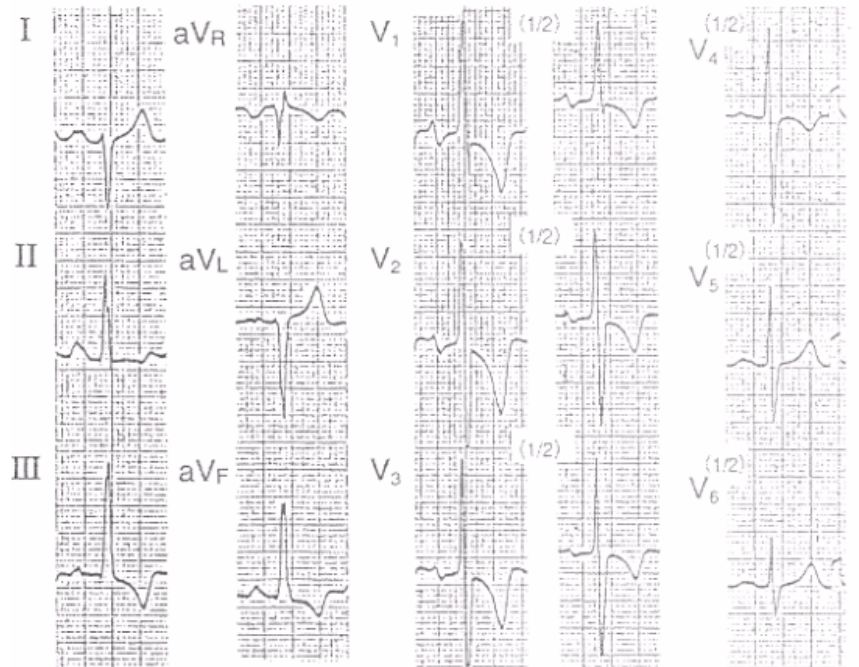 I aVR V1 (1/2) V4 (1/2)
II aVL V2 (1/2) V5 (1/2)
III aVF V3 (1/2) V6 (1/2)